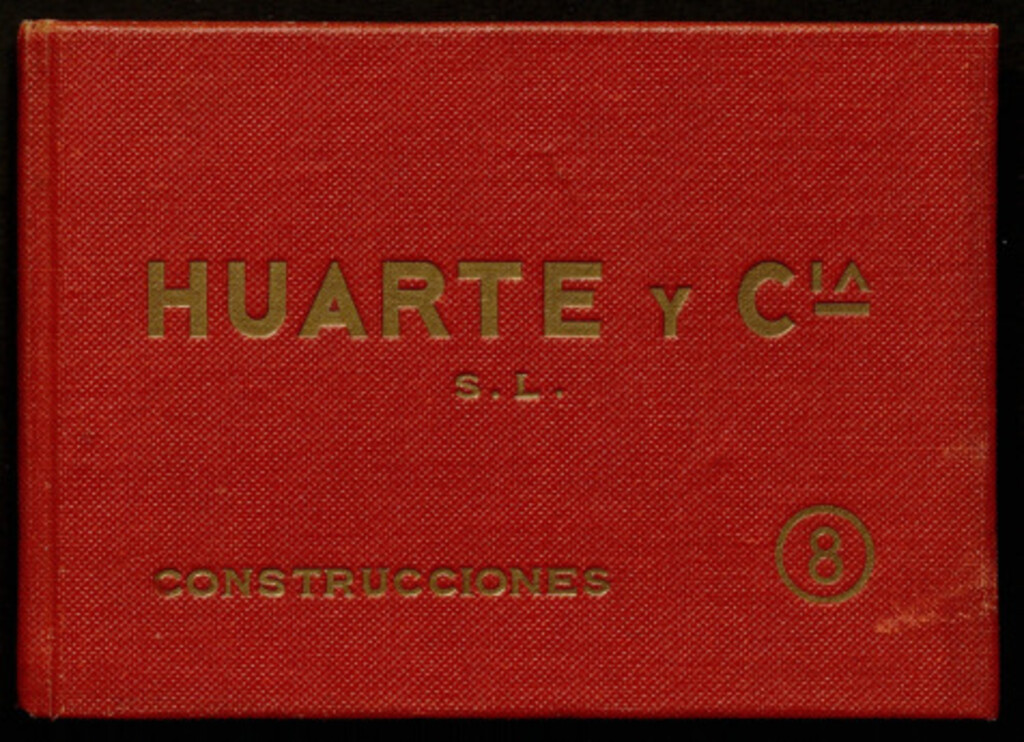 HUARTE Y CIA
S. L.
CONSTRUCCIONES
8